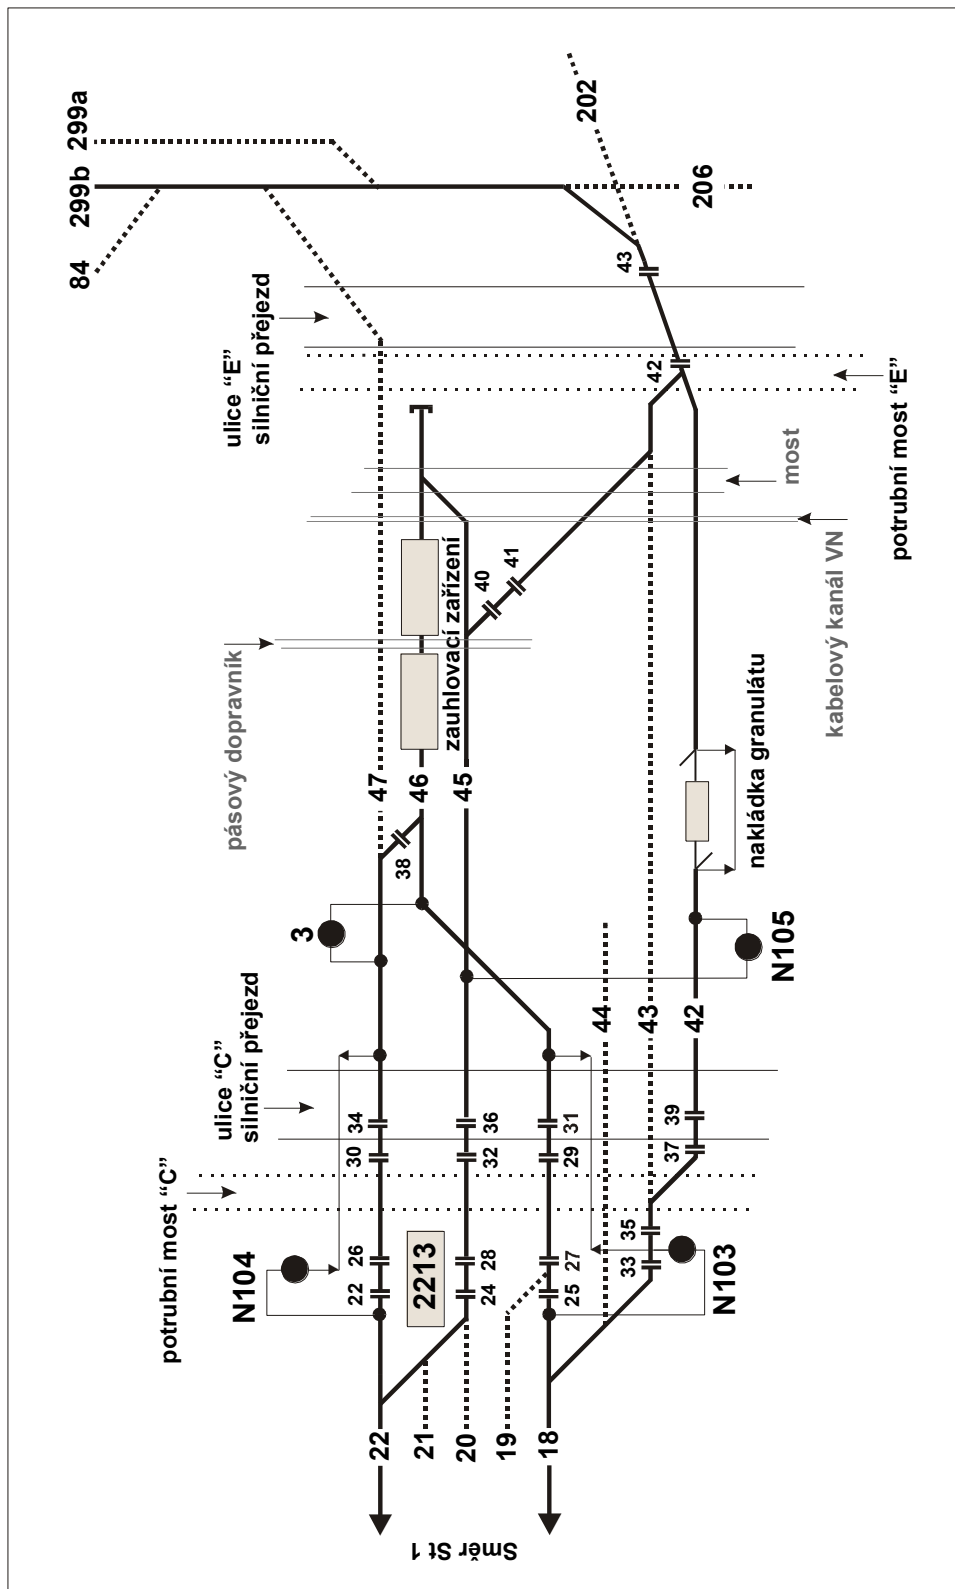 84
299b
299a
202
206
ulice "E"
silniční přejezd
43
42
potrubní most "E"
most
kabelový kanál VN
pásový dopravník
zauhlovací zařízení
40
41
47
46
45
38
nakládka granulátu
3
N105
44
43
42
ulice "C"
silniční přejezd
34
30
36
32
31
29
39
37
potrubní most "C"
N104
26
22
2213
28
24
27
25
35
33
N103
22
21
20
19
18
Směr St 1